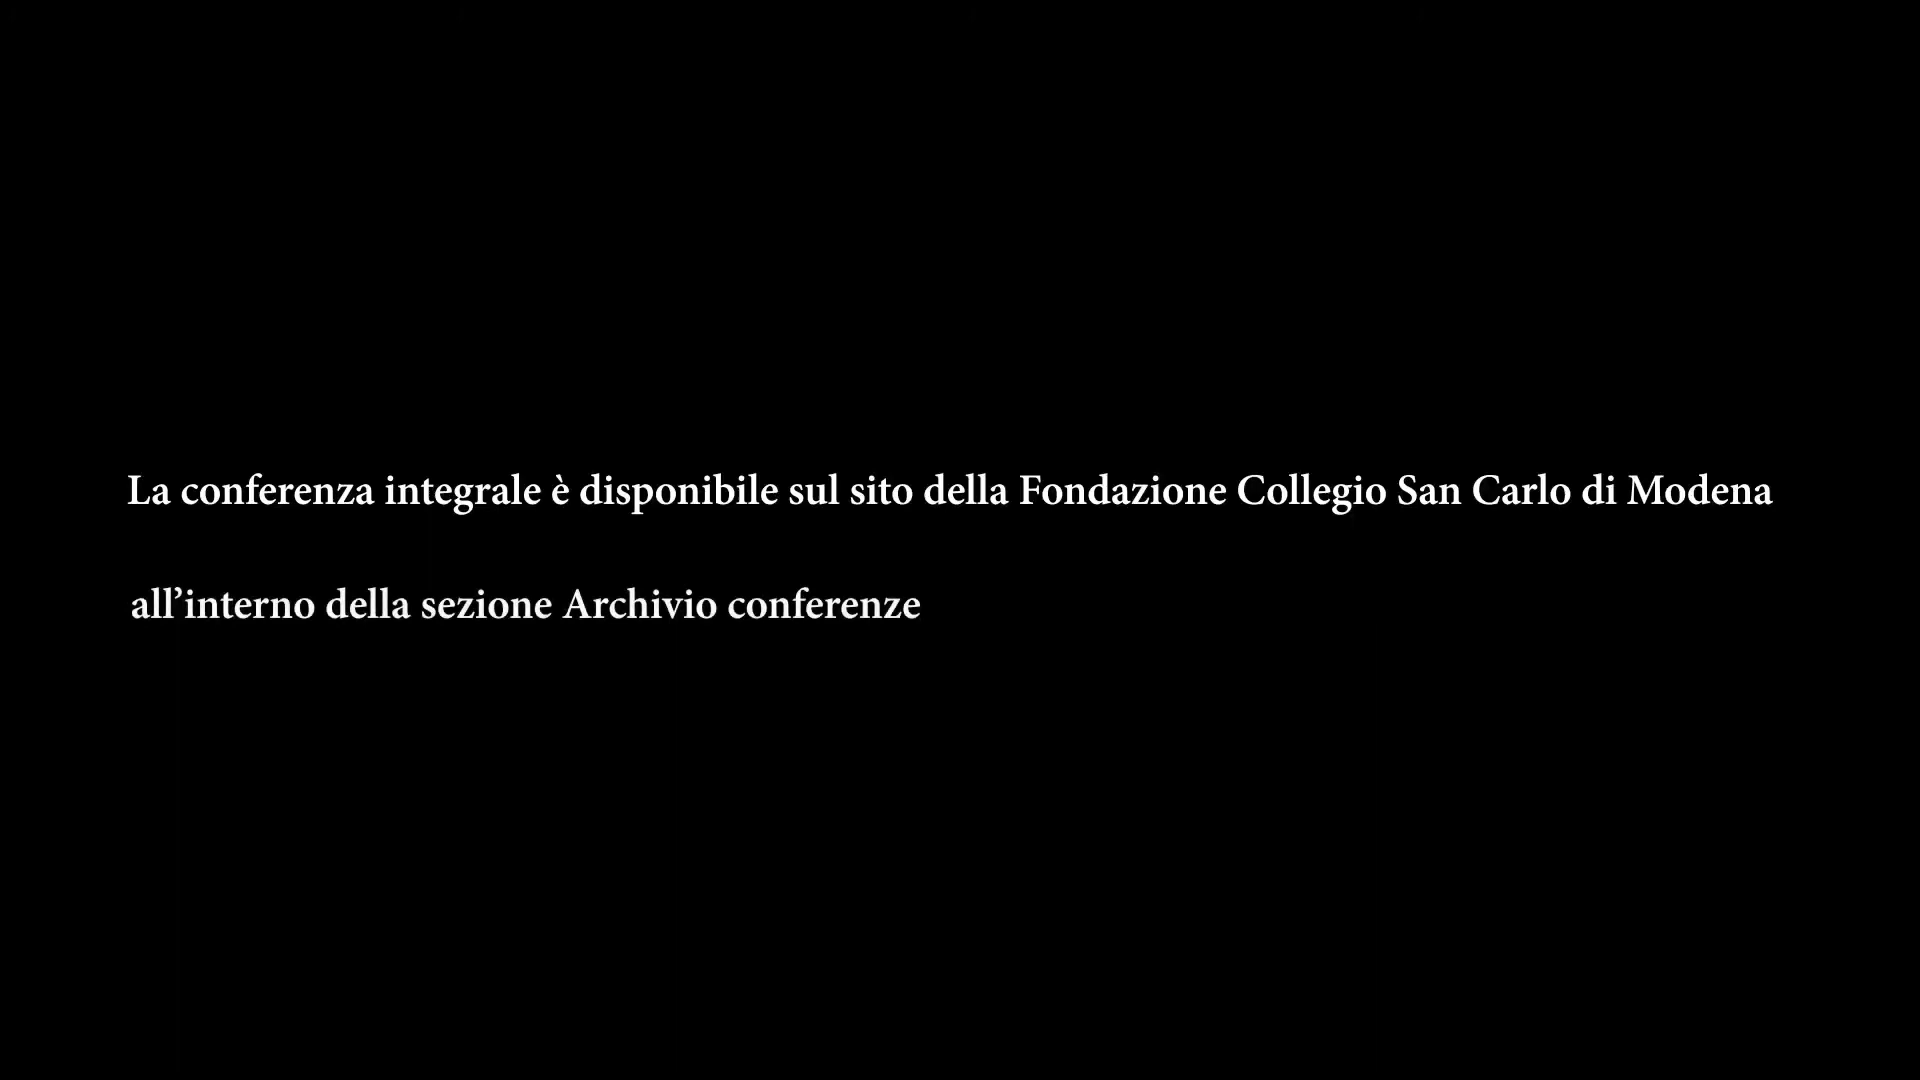 La conferenza integrale è disponibile sul sito della Fondazione Collegio San Carlo di Modena
all’interno della sezione Archivio conferenze